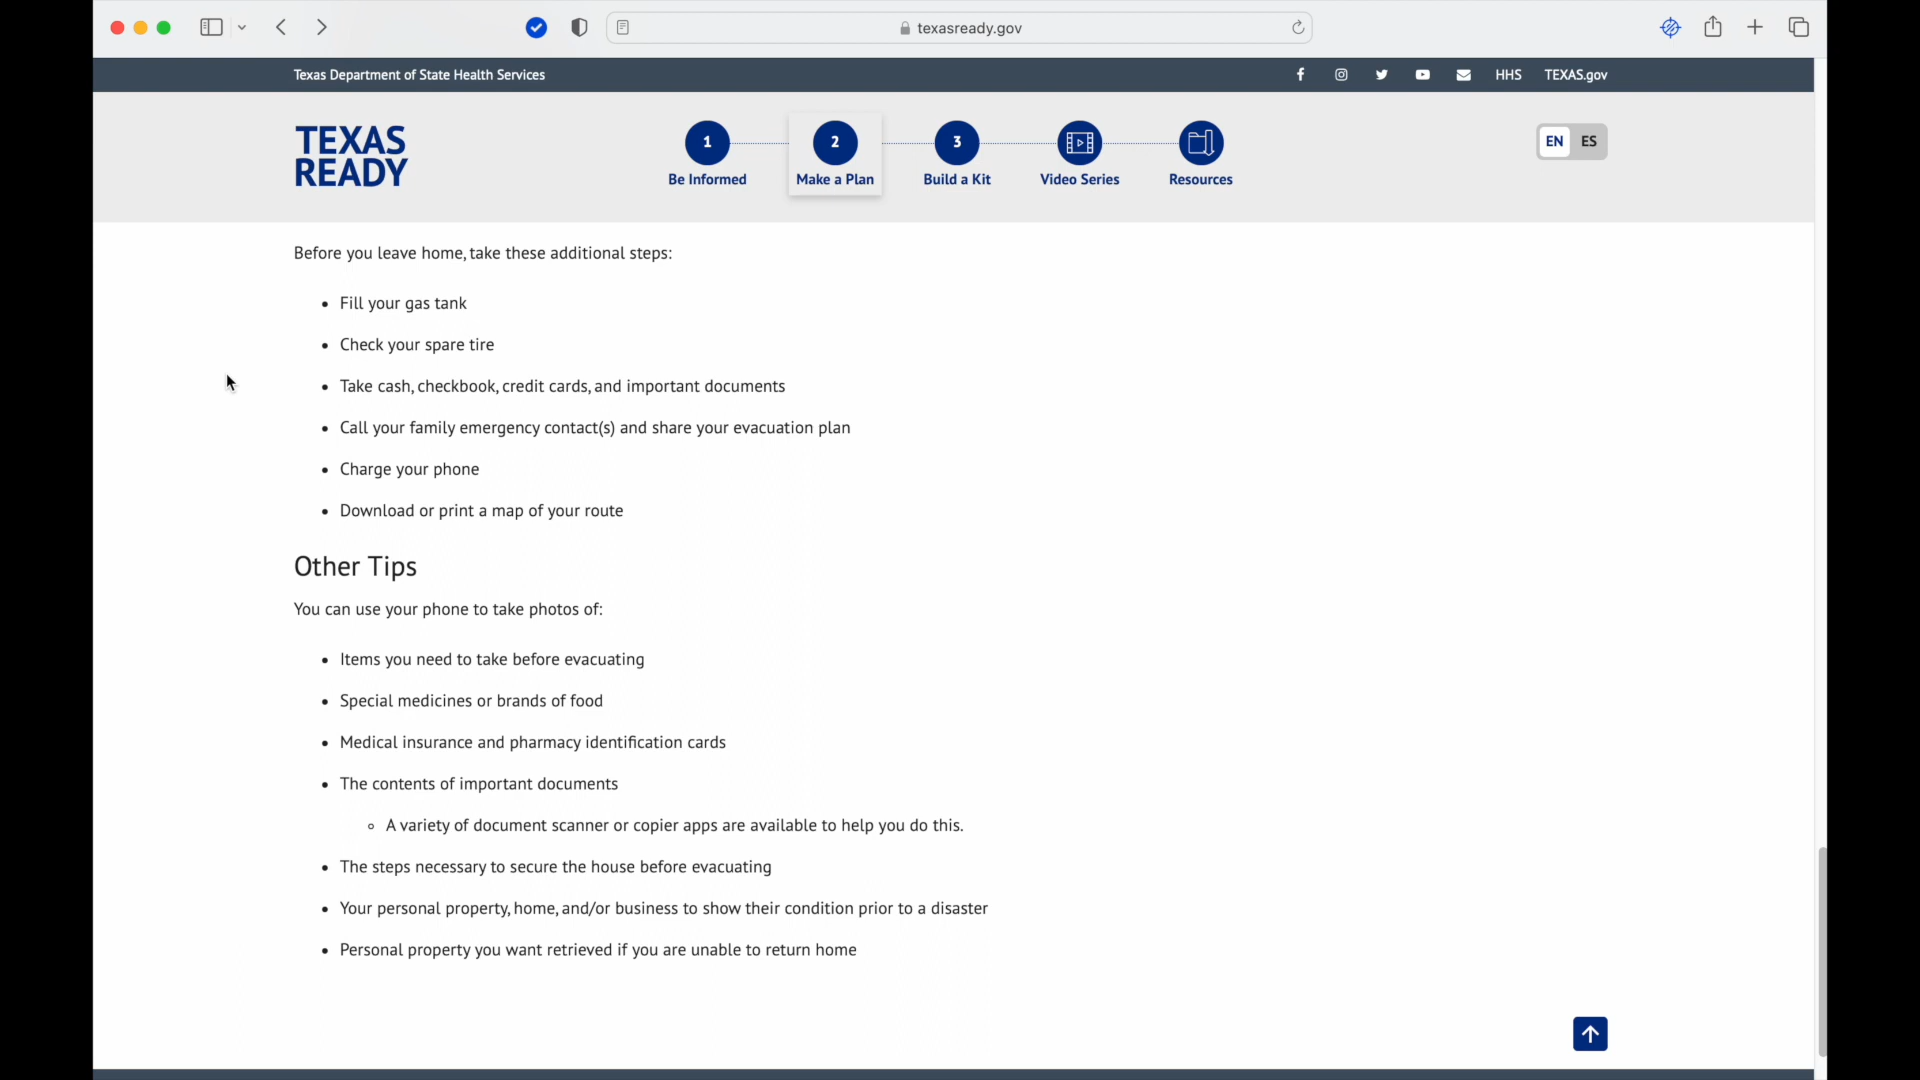 texasready.gov
Texas Department of State Health Services
HHS
TEXAS.gov
TEXAS
READY
1
2
3
Be Informed
Make a Plan
Build a Kit
Video Series
Resources
EN
ES
Before you leave home, take these additional steps:
Fill your gas tank
Check your spare tire
Take cash, checkbook, credit cards, and important documents
Call your family emergency contact(s) and share your evacuation plan
Charge your phone
Download or print a map of your route
Other Tips
You can use your phone to take photos of:
Items you need to take before evacuating
Special medicines or brands of food
Medical insurance and pharmacy identification cards
The contents of important documents
A variety of document scanner or copier apps are available to help you do this.
The steps necessary to secure the house before evacuating
Your personal property, home, and/or business to show their condition prior to a disaster
Personal property you want retrieved if you are unable to return home